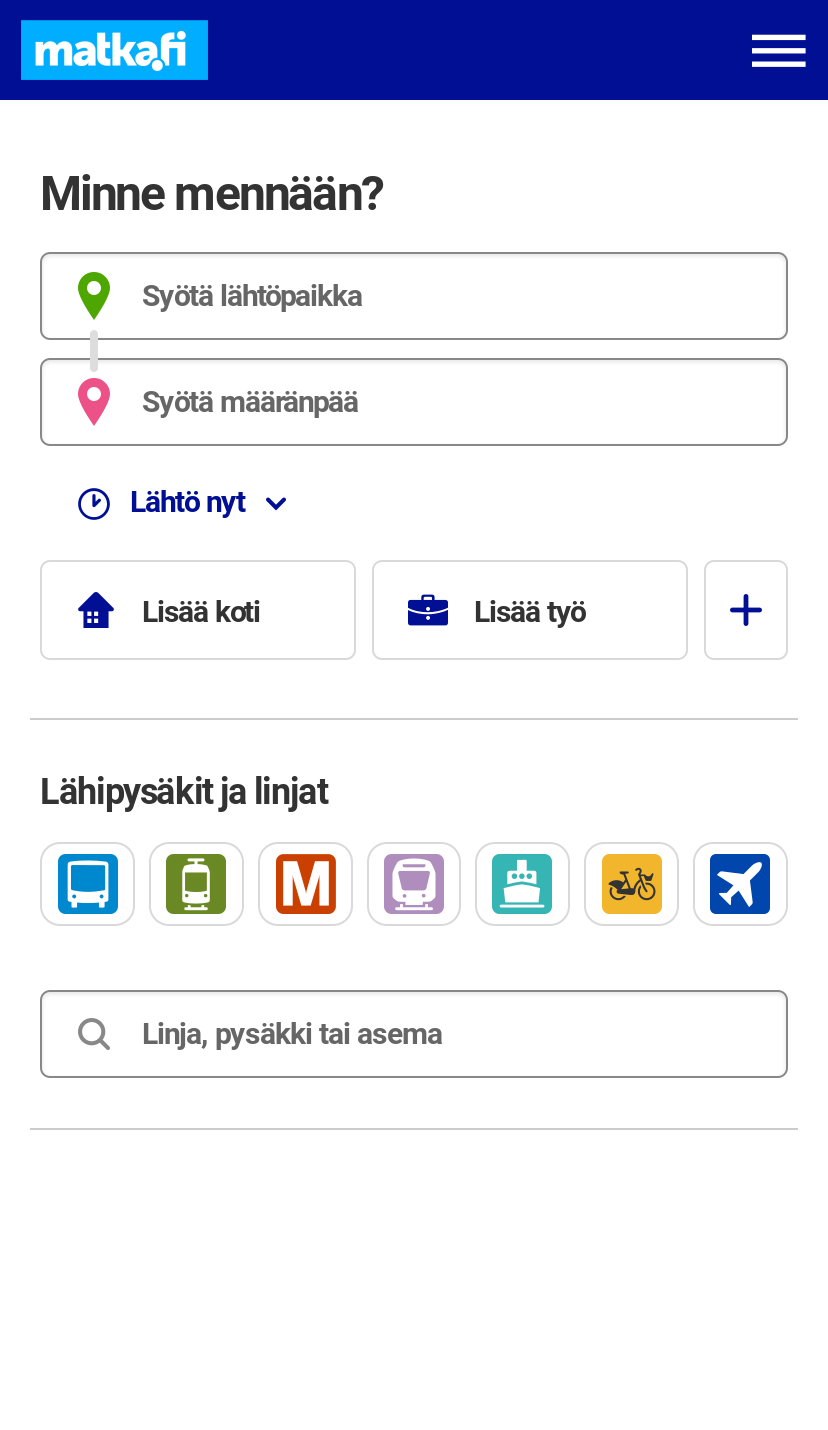 matka.fi
Minne mennään?
Syötä lähtöpaikka
Syötä määränpää
Lähtö nyt
Lisää koti
Lisää työ
Lähipysäkit ja linjat
M
Linja, pysäkki tai asema